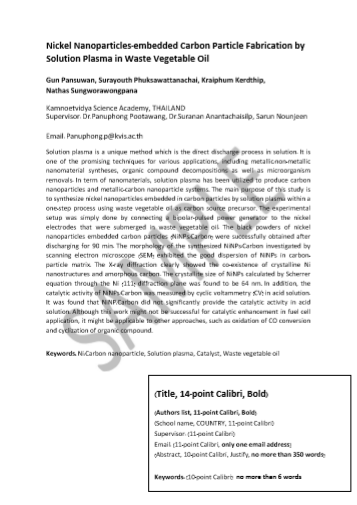 Nickel Nanoparticles-embedded Carbon Particle Fabrication by
Solution Plasma in Waste Vegetable Oil
Gun Pansuwan, Surayouth Phuksawattanachai, Kraiphum Kerdthip,
Nathas Sungworawongpana
Kamnoetvidya Science Academy, THAILAND
Supervisor: Dr.Panuphong Pootawang, Dr.Suranan Anantachaisilp, Sarun Nounjeen
Email: Panuphong.p@kvis.ac.th
Solution plasma is a unique method which is the direct discharge process in solution. It is
one of the promising techniques for various applications, including metallic/non-metallic
nanomaterial syntheses, organic compound decompositions as well as microorganism
removals. In term of nanomaterials, solution plasma has been utilized to produce carbon
nanoparticles and metallic-carbon nanoparticle systems. The main purpose of this study is
to synthesize nickel nanoparticles embedded in carbon particles by solution plasma within a
one-step process using waste vegetable oil as carbon source precursor. The experimental
setup was simply done by connecting a bipolar-pulsed power generator to the nickel
electrodes that were submerged in waste vegetable oil. The black powders of nickel
nanoparticles embedded carbon particles (NiNPs-Carbon) were successfully obtained after
discharging for 90 min. The morphology of the synthesized NiNPs-Carbon investigated by
scanning electron microscope (SEM) exhibited the good dispersion of NiNPs in carbon-
particle matrix. The X-ray diffraction clearly showed the co-existence of crystalline Ni
nanostructures and amorphous carbon. The crystallite size of NiNPs calculated by Scherrer
equation through the Ni (111) diffraction plane was found to be 64 nm. In addition, the
catalytic activity of NiNPs-Carbon was measured by cyclic voltammetry (CV) in acid solution.
It was found that NiNP-Carbon did not significantly provide the catalytic activity in acid
solution. Although this work might not be successful for catalytic enhancement in fuel cell
application, it might be applicable to other approaches, such as oxidation of CO conversion
and cyclization of organic compound.
Keywords: Ni-Carbon nanoparticle, Solution plasma, Catalyst, Waste vegetable oil
SAMPLE
(Title, 14-point Calibri, Bold)
(Authors list, 11-point Calibri, Bold)
(School name, COUNTRY, 11-point Calibri)
Supervisor: (11-point Calibri)
Email: (11-point Calibri, only one email address)
(Abstract, 10-point Calibri, Justify, no more than 350 words)
Keywords: (10-point Calibri) no more than 6 words